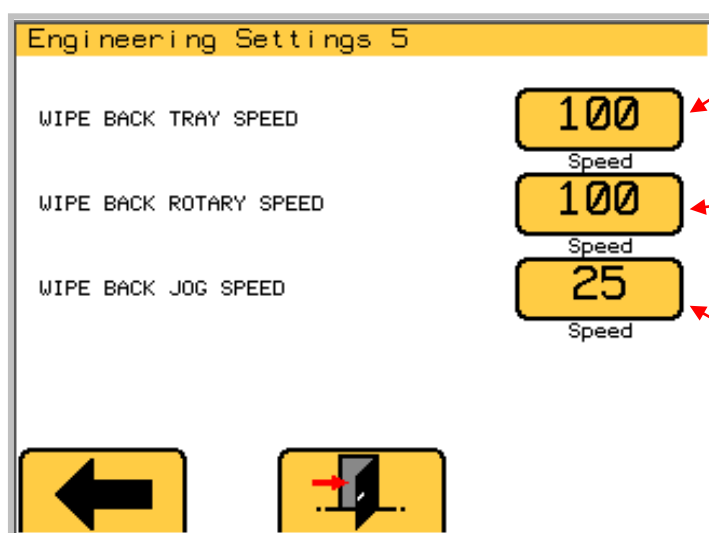 Engineering Settings 5
WIPE BACK TRAY SPEED
100
Speed
WIPE BACK ROTARY SPEED
100
Speed
WIPE BACK JOG SPEED
25
Speed